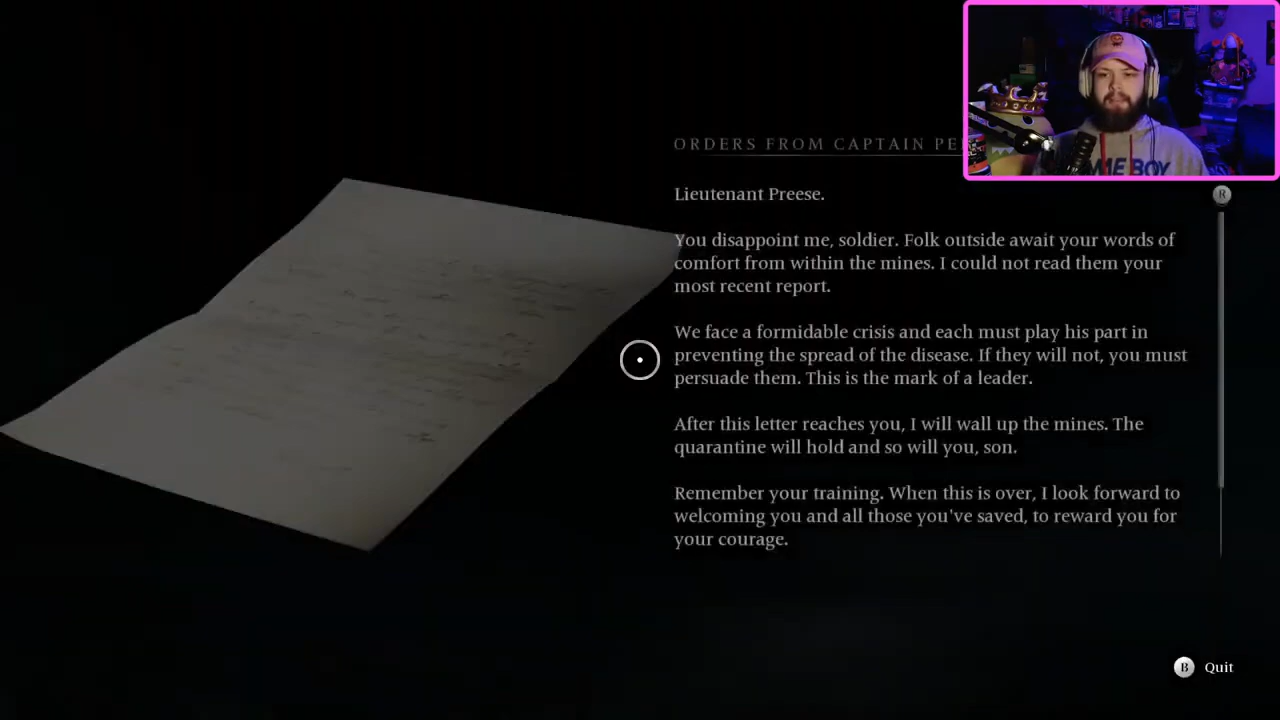 ORDERS FROM CAPTAIN
Lieutenant Preese.
You disappoint me, soldier. Folk outside await your words of
comfort from within the mines. I could not read them your
most recent report.
We face a formidable crisis and each must play his part in
preventing the spread of the disease. If they will not, you must
persuade them. This is the mark of a leader.
After this letter reaches you, I will wall up the mines. The
quarantine will hold and so will you, son.
Remember your training. When this is over, I look forward to
welcoming you and all those you've saved, to reward you for
your courage.
R
B Quit